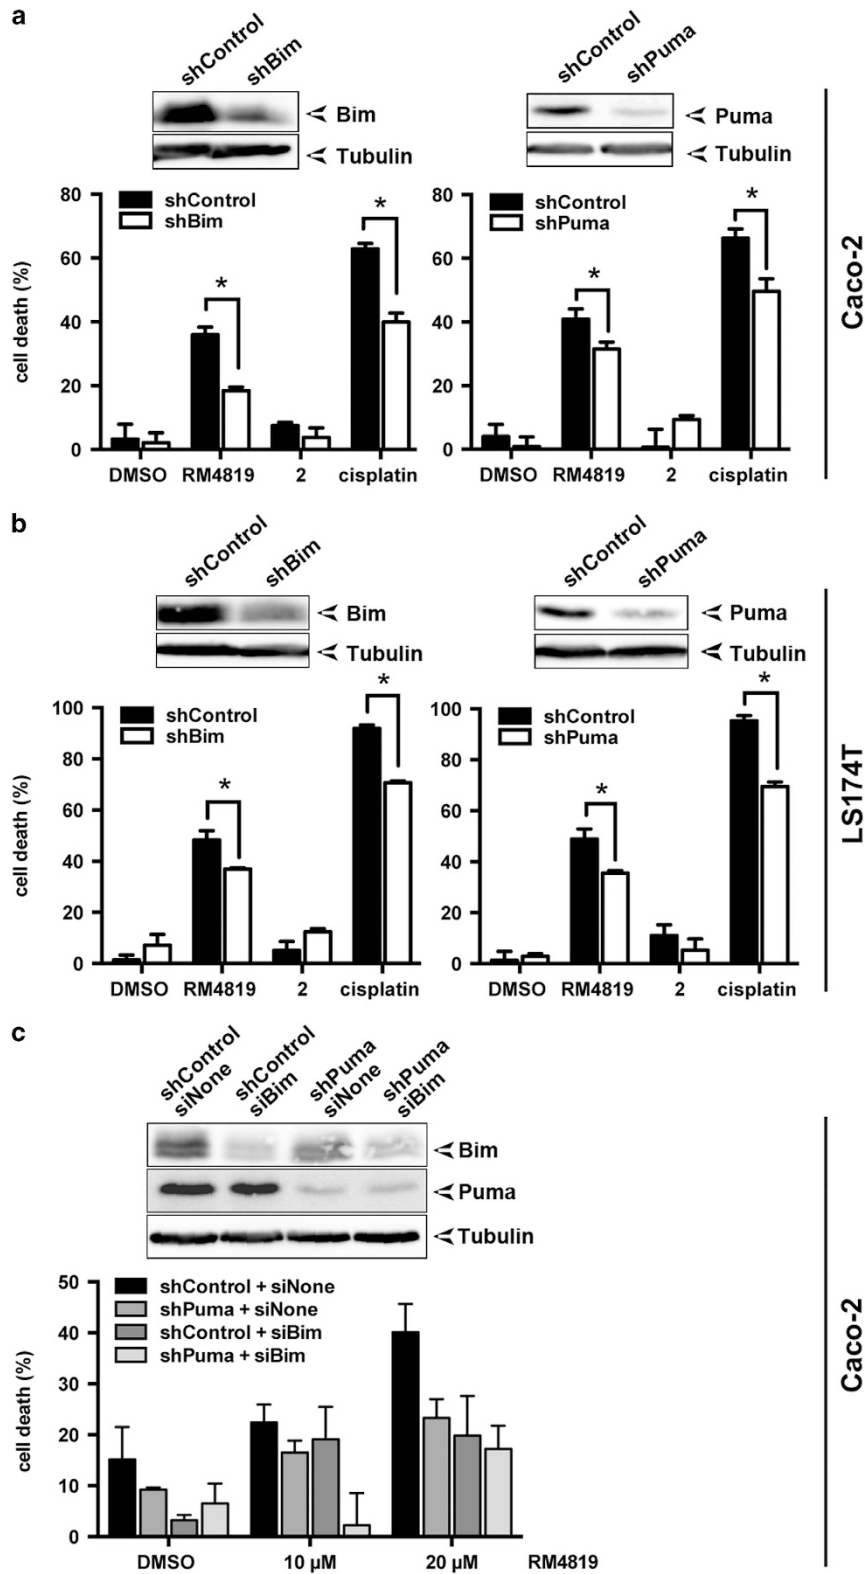 a
shControl shBim
Bim
Tubulin
80
60
40
20
0
cell death (%)
shControl
shBim
*
*
DMSO RM4819 2 cisplatin
shControl shPuma
Puma
Tubulin
80
60
40
20
0
shControl
shPuma
*
*
DMSO RM4819 2 cisplatin
Caco-2
b
shControl shBim
Bim
Tubulin
100
80
60
40
20
0
cell death (%)
shControl
shBim
*
*
DMSO RM4819 2 cisplatin
shControl shPuma
Puma
Tubulin
100
80
60
40
20
0
shControl
shPuma
*
*
DMSO RM4819 2 cisplatin
LS174T
c
shControl siNone
shControl siBim
shPuma siNone
shPuma siBim
Bim
Puma
Tubulin
50
40
30
20
10
0
cell death (%)
shControl + siNone
shPuma + siNone
shControl + siBim
shPuma + siBim
DMSO 10 µM 20 µM RM4819
Caco-2